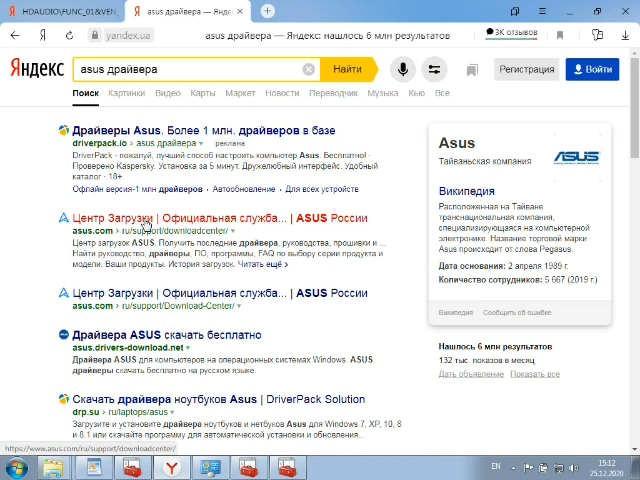 HDAUDIO\FUNC_01&VEN_
asus драйвера — Яндекс
yandex.ua
asus драйвера — Яндекс: нашлось 6 млн результатов
3К отзывов
Яндекс
asus драйвера
Найти
Регистрация
Войти
Поиск Картинки Видео Карты Маркет Новости Переводчик Музыка Кью Все
Драйверы Asus. Более 1 млн. драйверов в базе
driverpack.io › asus драйвера реклама
DriverPack - пожалуй, лучший способ настроить компьютер Asus. Бесплатно! ·
Проверено Kaspersky. Установка за 5 минут. Дружелюбный интерфейс. Удобный
каталог · 18+
Офлайн версия-1 млн драйверов · Автообновление · Для всех устройств
Центр Загрузки | Официальная служба... | ASUS России
asus.com › ru/support/downloadcenter/
Центр загрузок ASUS. Получить последние драйвера, руководства, прошивки и ...
Найти руководство, драйверы, ПО, программы, FAQ по выбору серии продукта и
модели. Ваши продукты. История загрузок. Читать ещё ›
Центр Загрузки | Официальная служба... | ASUS России
asus.com › ru/support/Download-Center/
Драйвера ASUS скачать бесплатно
asus.drivers-download.net
Драйвера ASUS для компьютеров на операционных системах Windows. ASUS
драйверы скачать бесплатно на русском языке.
Скачать драйвера ноутбуков Asus | DriverPack Solution
drp.su › ru/laptops/asus
Загрузите и установите драйвера ноутбуков и нетбуков Asus для Windows 7, XP, 10, 8
и 8.1 или скачайте программу для автоматической установки и обновления...
Asus
Тайваньская компания
ASUS
Википедия
Расположенная на Тайване
транснациональная компания,
специализирующаяся на компьютерной
электронике. Название торговой марки
Asus происходит от слова Pegasus.
Дата основания: 2 апреля 1989 г.
Количество сотрудников: 5 667 (2019 г.)
Википедия Сообщить об ошибке
Нашлось 6 млн результатов
132 тыс. показов в месяц
Дать объявление Показать все
https://www.asus.com/ru/support/downloadcenter/
EN
15:12
25.12.2020